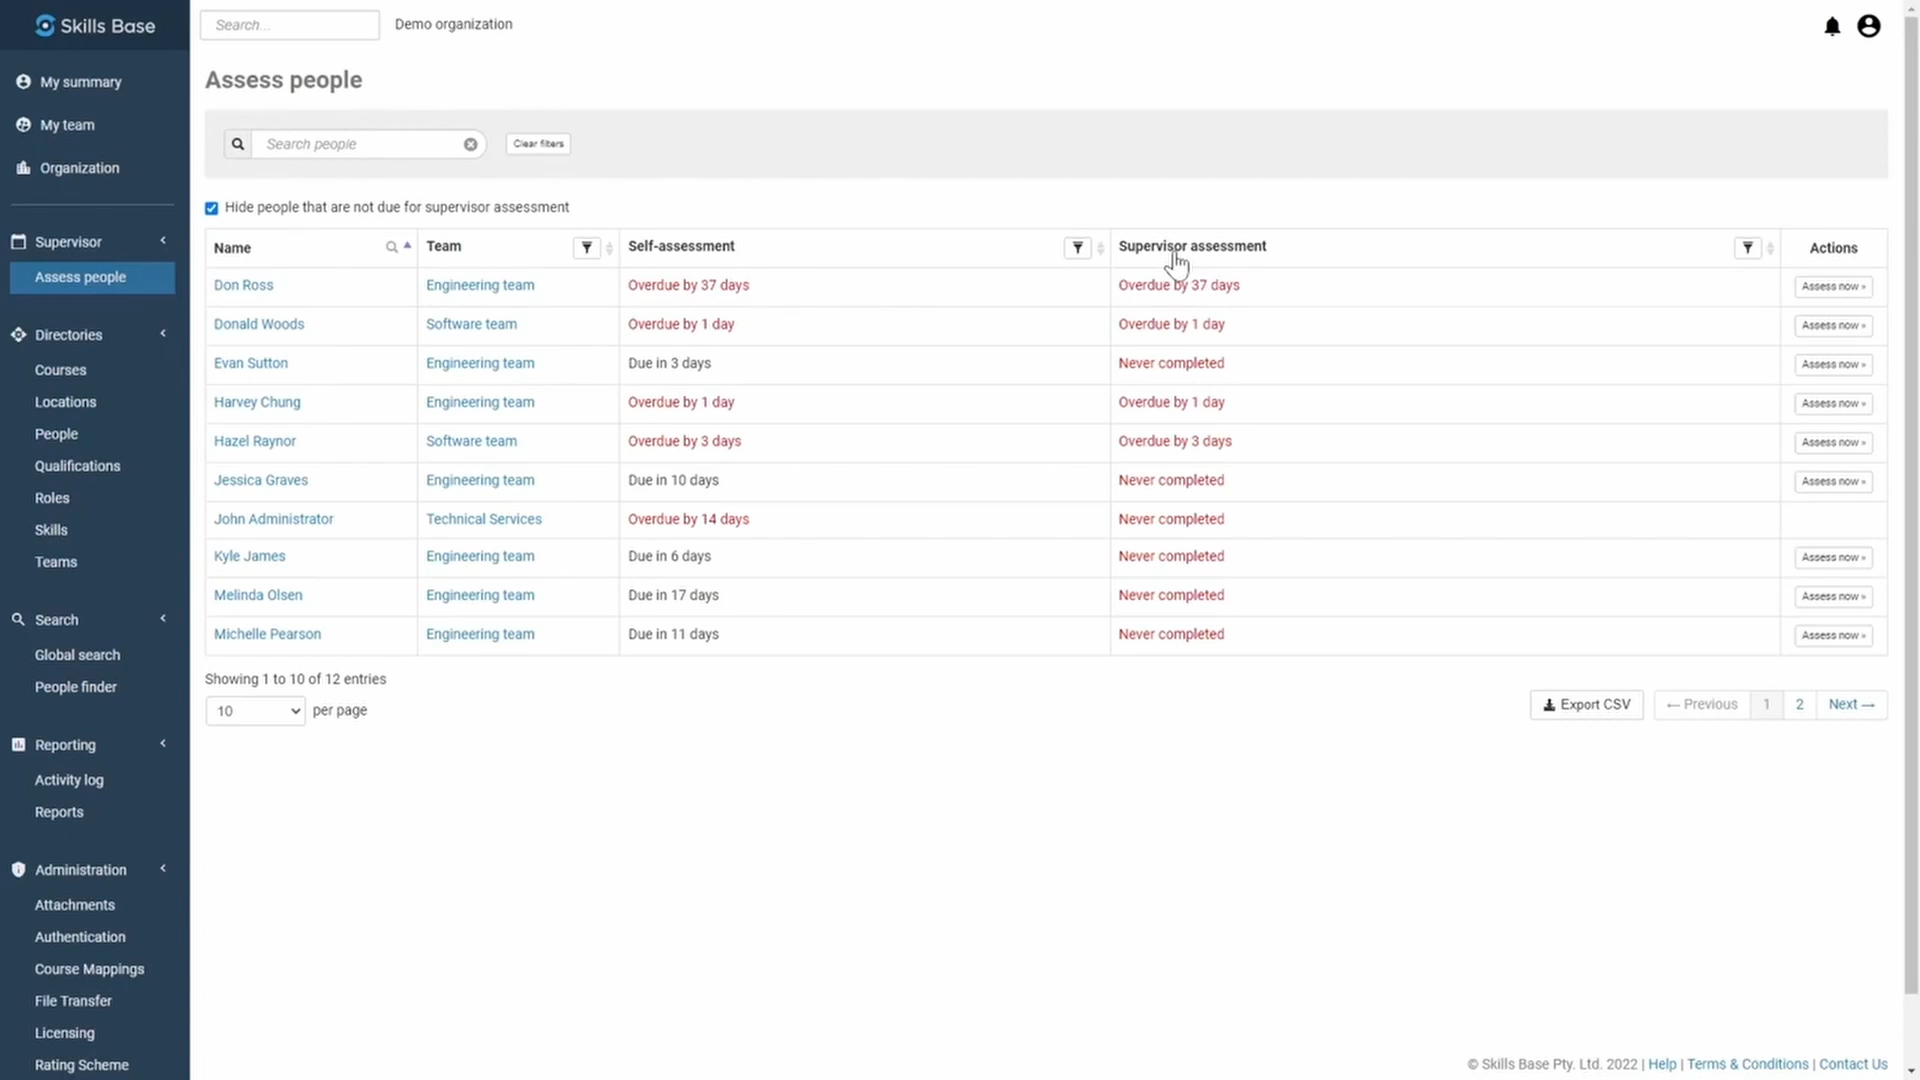 Skills Base
Search...
Demo organization
My summary
My team
Organization
Supervisor
Assess people
Directories
Courses
Locations
People
Qualifications
Roles
Skills
Teams
Search
Global search
People finder
Reporting
Activity log
Reports
Administration
Attachments
Authentication
Course Mappings
File Transfer
Licensing
Rating Scheme
Assess people
Search people
Clear filters
Hide people that are not due for supervisor assessment
Name Team Self-assessment Supervisor assessment Actions
Don Ross Engineering team Overdue by 37 days Overdue by 37 days Assess now »
Donald Woods Software team Overdue by 1 day Overdue by 1 day Assess now »
Evan Sutton Engineering team Due in 3 days Never completed Assess now »
Harvey Chung Engineering team Overdue by 1 day Overdue by 1 day Assess now »
Hazel Raynor Software team Overdue by 3 days Overdue by 3 days Assess now »
Jessica Graves Engineering team Due in 10 days Never completed Assess now »
John Administrator Technical Services Overdue by 14 days Never completed
Kyle James Engineering team Due in 6 days Never completed Assess now »
Melinda Olsen Engineering team Due in 17 days Never completed Assess now »
Michelle Pearson Engineering team Due in 11 days Never completed Assess now »
Showing 1 to 10 of 12 entries
10 per page
Export CSV
← Previous 1 2 Next →
© Skills Base Pty. Ltd. 2022 | Help | Terms & Conditions | Contact Us